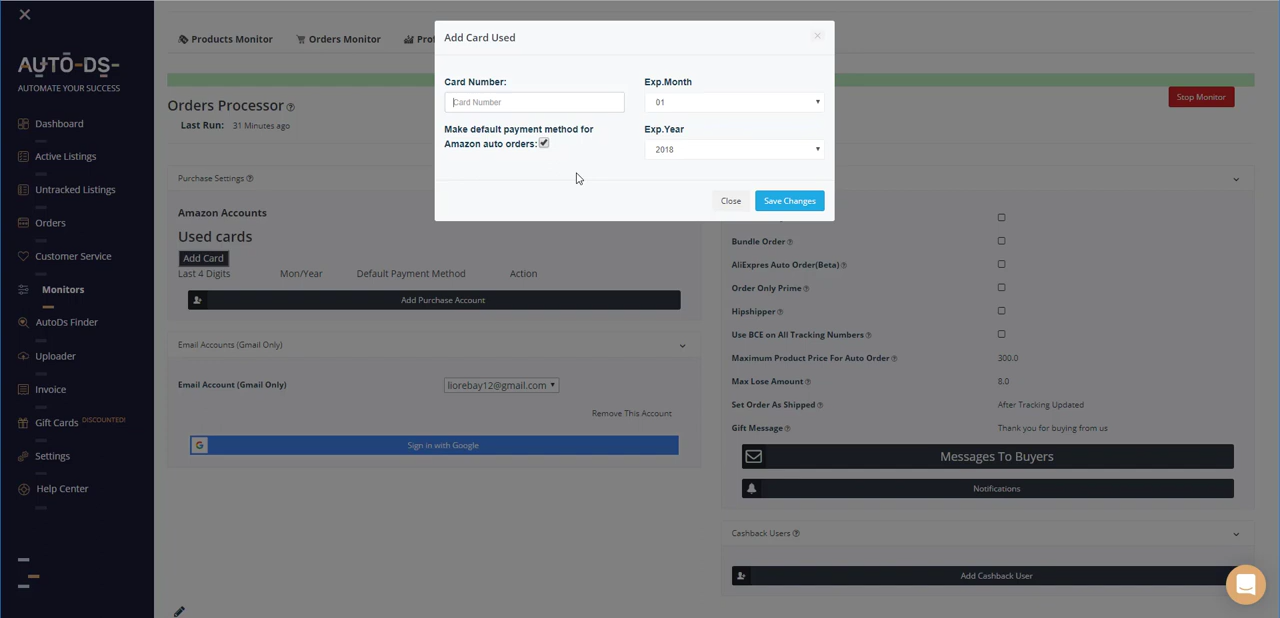 AUTO-DS-
AUTOMATE YOUR SUCCESS
Dashboard
Active Listings
Untracked Listings
Orders
Customer Service
Monitors
AutoDs Finder
Uploader
Invoice
Gift Cards DISCOUNTED!
Settings
Help Center
Products Monitor
Orders Monitor
Stop Monitor
Orders Processor
Last Run: 31 Minutes ago
Purchase Settings
Amazon Accounts
Used cards
Add Card
Last 4 Digits Mon/Year Default Payment Method Action
Add Purchase Account
Email Accounts (Gmail Only)
Email Account (Gmail Only) liorebay12@gmail.com
Remove This Account
G Sign in with Google
Add Card Used
×
Card Number: Exp.Month
Card Number 01
Make default payment method for
Amazon auto orders:
Exp.Year
2018
Close Save Changes
Bundle Order
AliExpres Auto Order(Beta)
Order Only Prime
Hipshipper
Use BCE on All Tracking Numbers
Maximum Product Price For Auto Order 300.0
Max Lose Amount 8.0
Set Order As Shipped After Tracking Updated
Gift Message Thank you for buying from us
Messages To Buyers
Notifications
Cashback Users
Add Cashback User